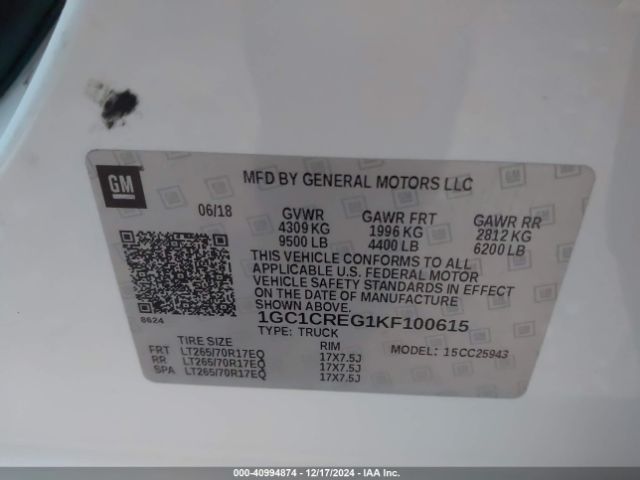 GM
MFD BY GENERAL MOTORS LLC
06/18 GVWR GAWR FRT GAWR RR
4309 KG 1996 KG 2812 KG
9500 LB 4400 LB 6200 LB
THIS VEHICLE CONFORMS TO ALL
APPLICABLE U.S. FEDERAL MOTOR
VEHICLE SAFETY STANDARDS IN EFFECT
ON THE DATE OF MANUFACTURE
SHOWN ABOVE.
8624 1GC1CREG1KF100615
TYPE: TRUCK
TIRE SIZE RIM MODEL: 15CC25943
FRT LT265/70R17EQ 17X7.5J
RR LT265/70R17EQ 17X7.5J
SPA LT265/70R17EQ 17X7.5J
000-40994874 - 12/17/2024 - IAAI.COM